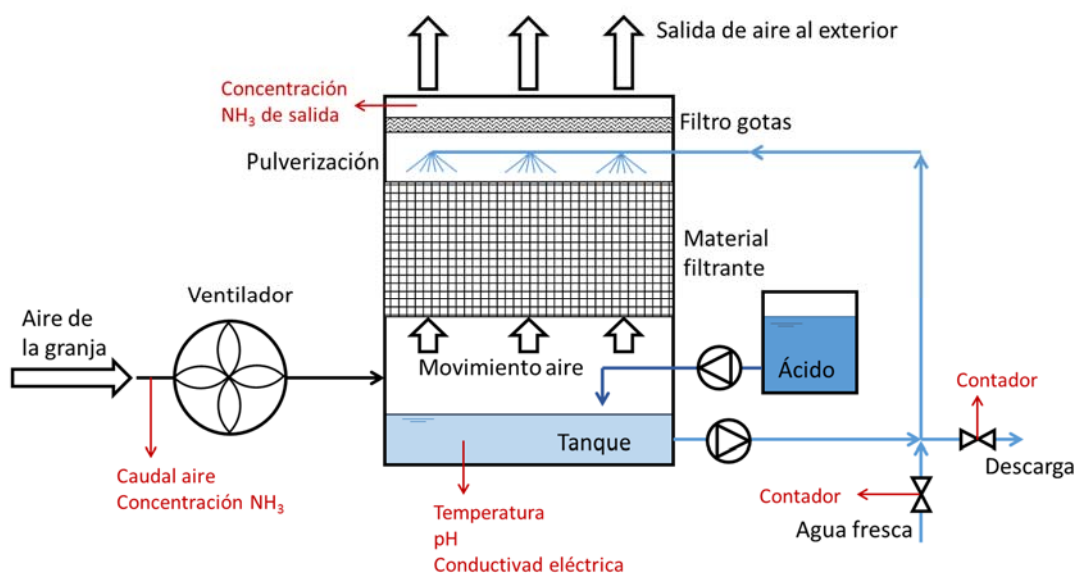 Salida de aire al exterior
Concentración
NH₃ de salida
Filtro gotas
Pulverización
Material
filtrante
Ventilador
Aire de
la granja
Movimiento aire
Ácido
Contador
Tanque
Descarga
Caudal aire
Concentración NH₃
Contador
Temperatura
pH
Conductivad eléctrica
Agua fresca